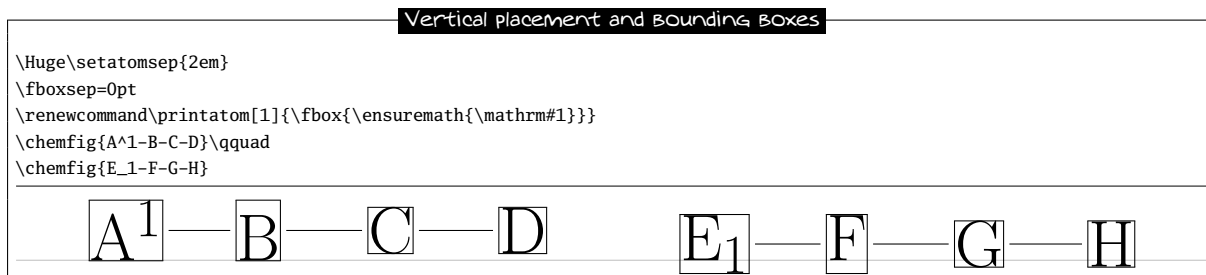 Vertical placement and Bounding Boxes
\Huge\setatomsep{2em}
\fboxsep=0pt
\renewcommand\printatom[1]{\fbox{\ensuremath{\mathrm#1}}}
\chemfig{A^1-B-C-D}\qquad
\chemfig{E_1-F-G-H}
A¹ B C D E₁ F G H